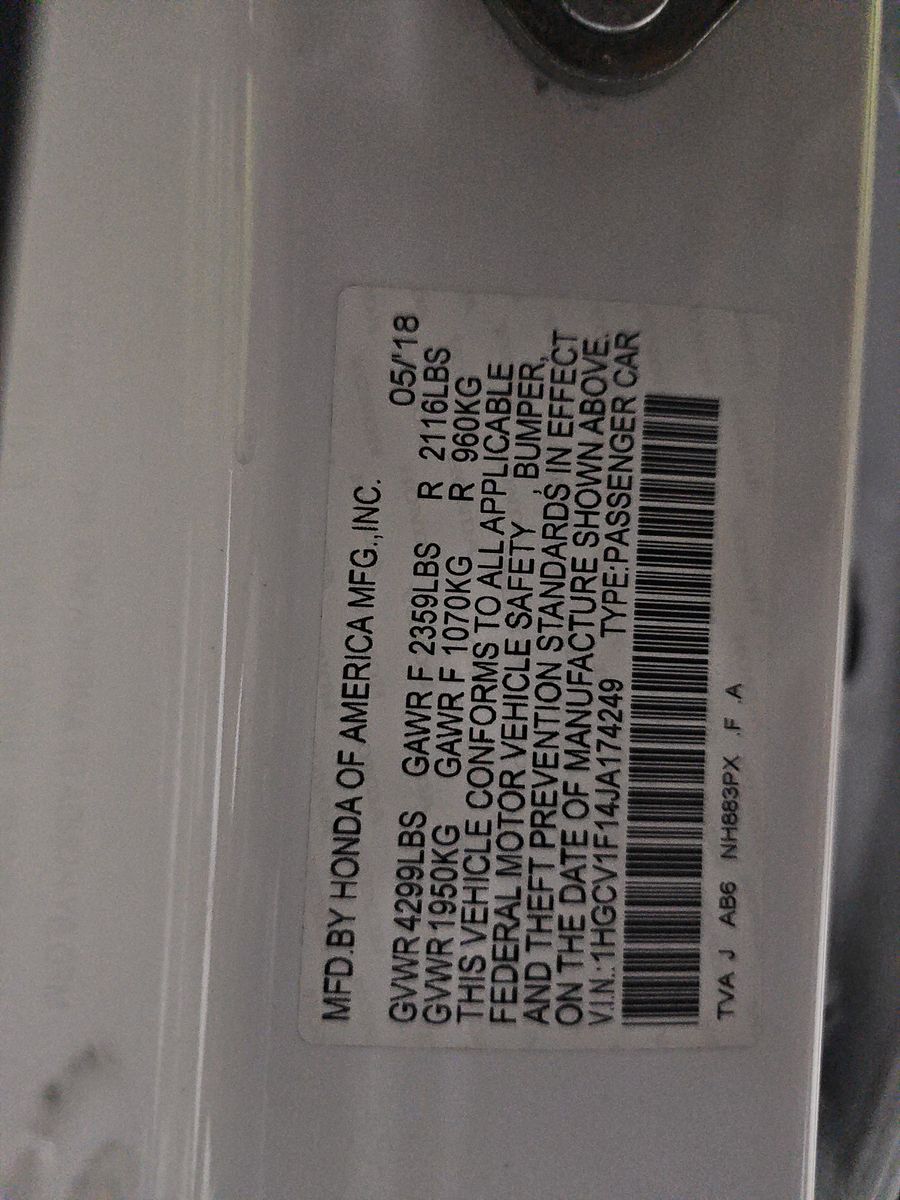 MFD.BY HONDA OF AMERICA MFG.,INC.
05/'18
GVWR 4299LBS GAWR F 2359LBS R 2116LBS
GVWR 1950KG GAWR F 1070KG R 960KG
THIS VEHICLE CONFORMS TO ALL APPLICABLE
FEDERAL MOTOR VEHICLE SAFETY , BUMPER,
AND THEFT PREVENTION STANDARDS IN EFFECT
ON THE DATE OF MANUFACTURE SHOWN ABOVE.
V.I.N.:1HGCV1F14JA174249 TYPE:PASSENGER CAR
TVA J AB6 NH883PX .F .A